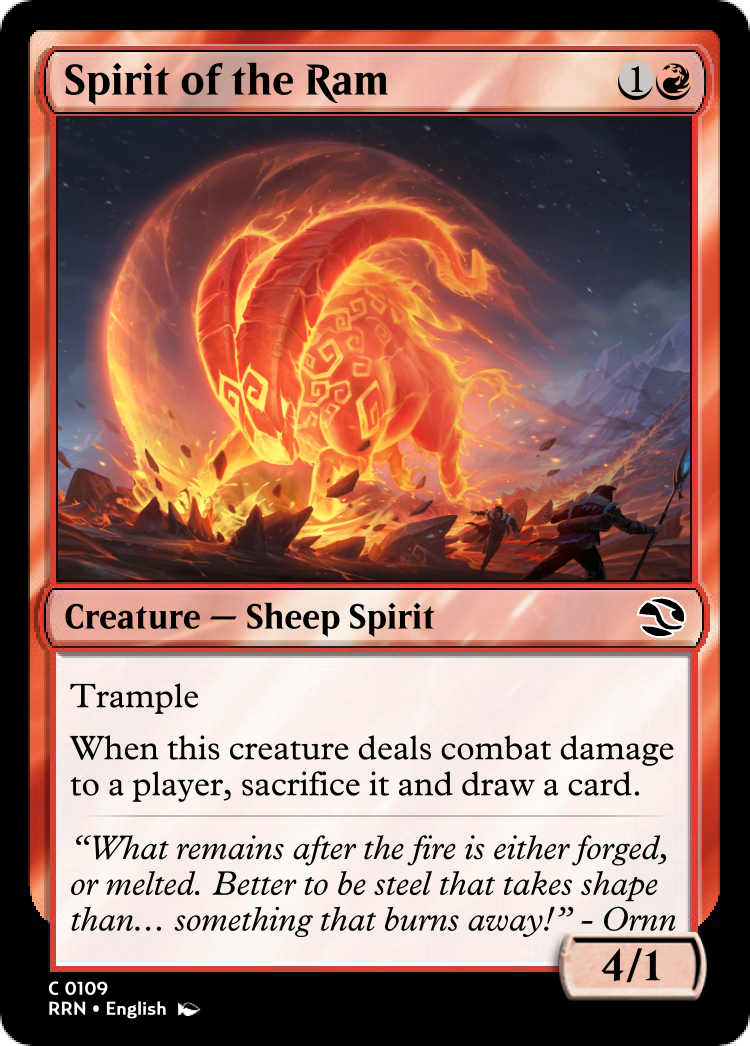 Spirit of the Ram 1
Creature — Sheep Spirit
Trample
When this creature deals combat damage
to a player, sacrifice it and draw a card.
“What remains after the fire is either forged,
or melted. Better to be steel that takes shape
than… something that burns away!” - Ornn
4/1
C 0109
RRN • English